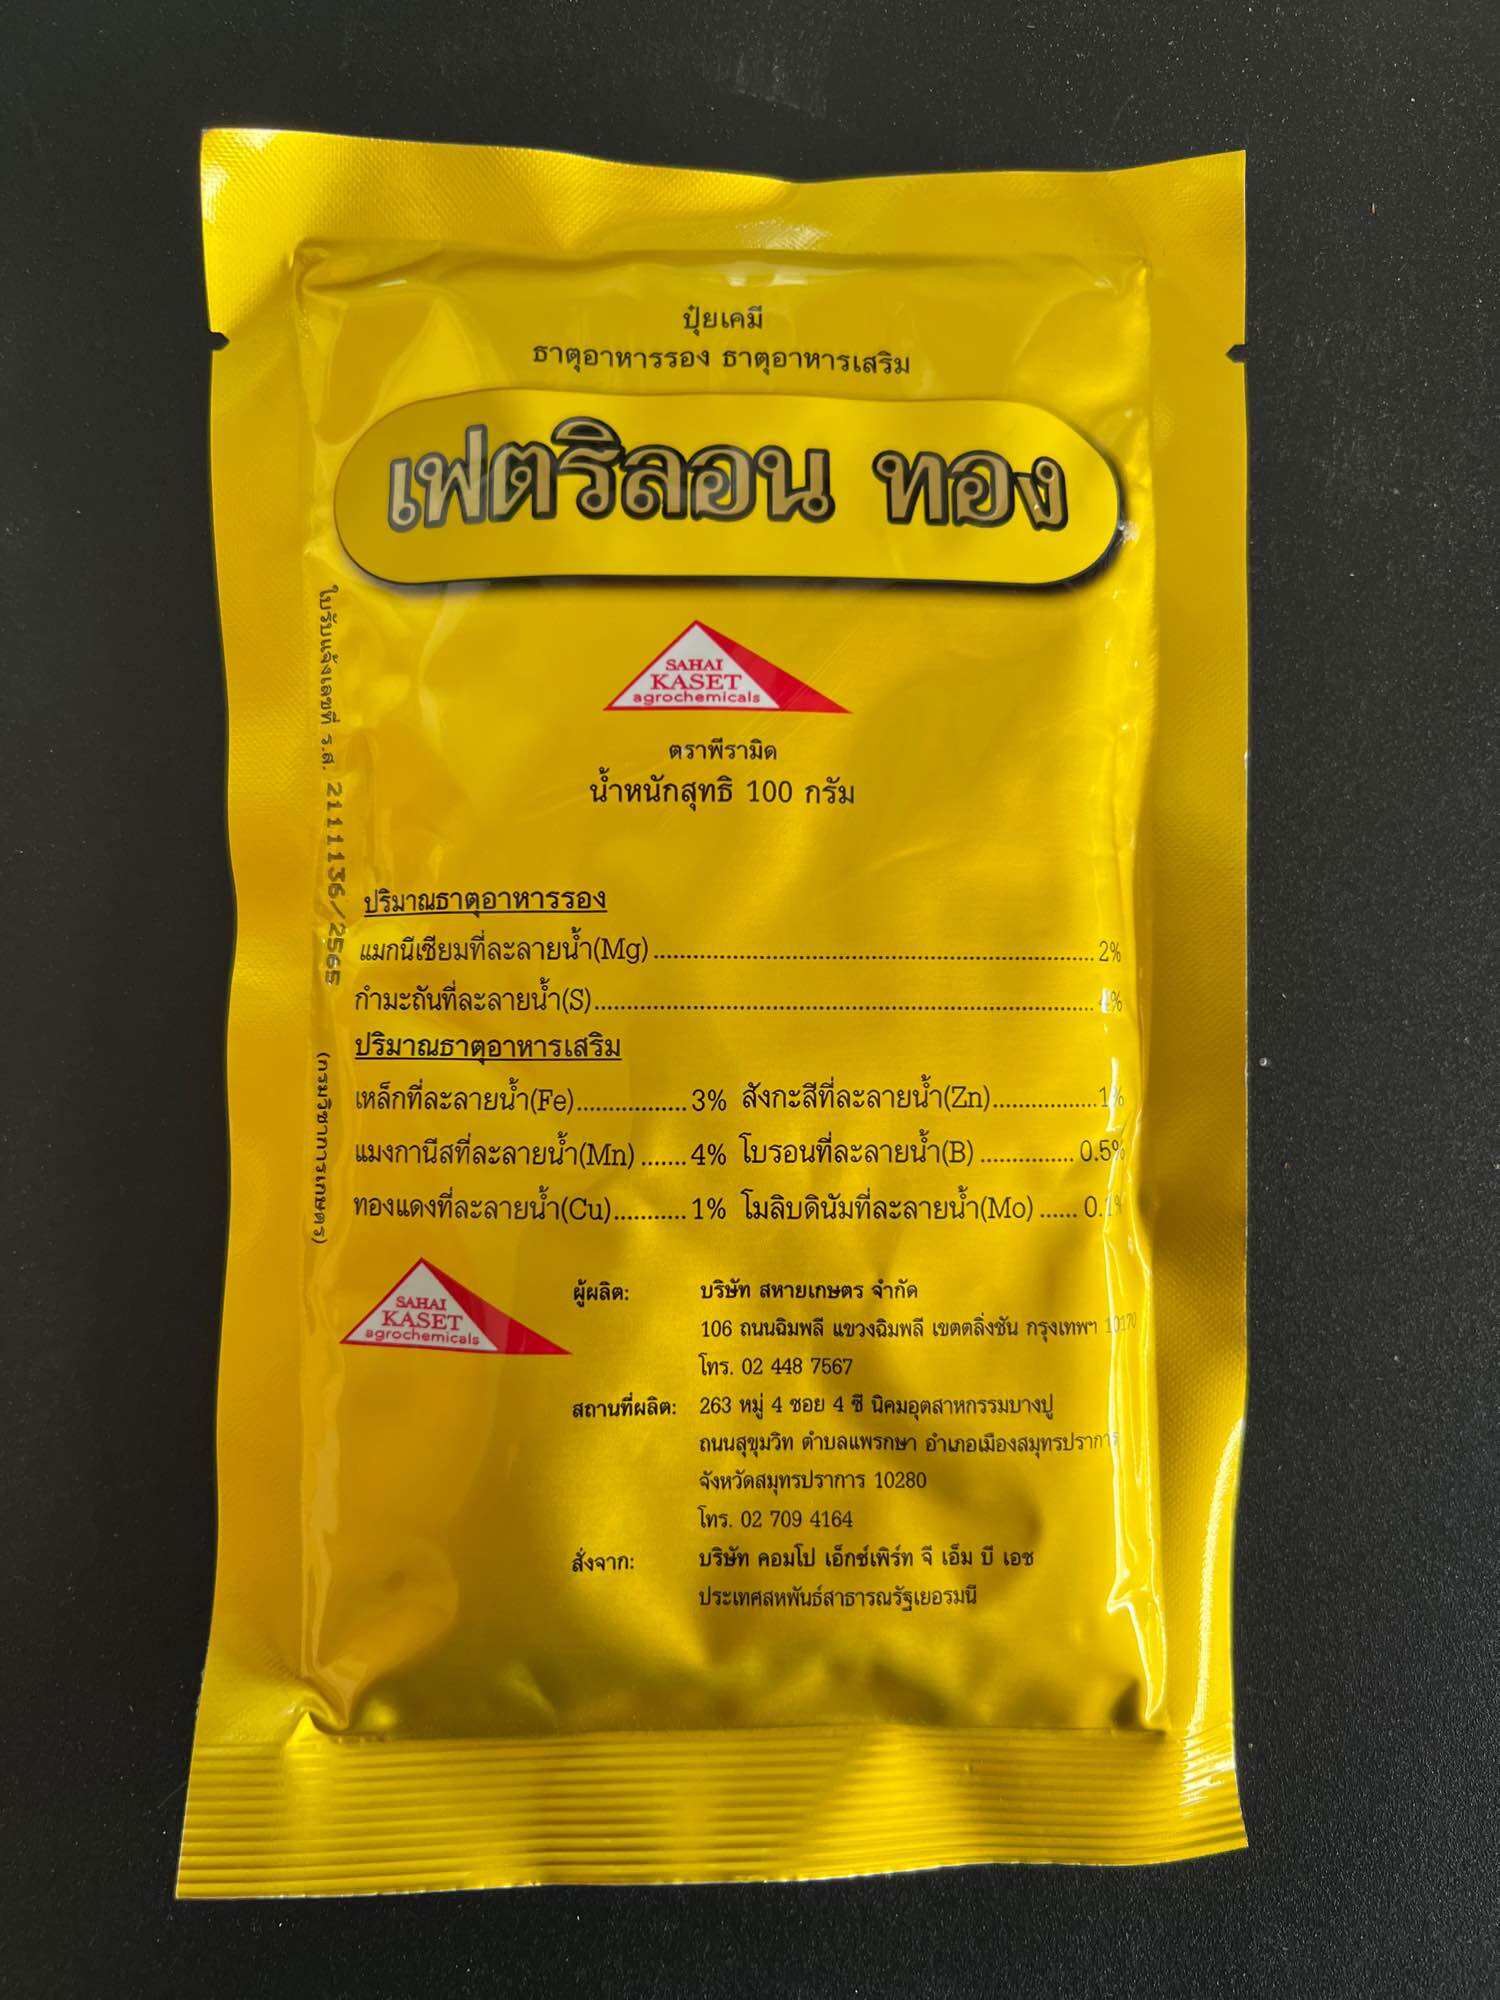 ปุ๋ยเคมี
ธาตุอาหารรอง ธาตุอาหารเสริม
เฟตริลอน ทอง
SAHAI
KASET
agrochemicals
ตราพีรามิด
น้ำหนักสุทธิ 100 กรัม
ใบรับแจ้งเลขที่ ร.ส. 2111136/2565 (กรมวิชาการเกษตร)
ปริมาณธาตุอาหารรอง
แมกนีเซียมที่ละลายน้ำ(Mg) 2%
กำมะถันที่ละลายน้ำ(S) 4%
ปริมาณธาตุอาหารเสริม
เหล็กที่ละลายน้ำ(Fe) 3% สังกะสีที่ละลายน้ำ(Zn) 1%
แมงกานีสที่ละลายน้ำ(Mn) 4% โบรอนที่ละลายน้ำ(B) 0.5%
ทองแดงที่ละลายน้ำ(Cu) 1% โมลิบดินัมที่ละลายน้ำ(Mo) 0.1%
SAHAI
KASET
agrochemicals
ผู้ผลิต: บริษัท สหายเกษตร จำกัด
106 ถนนฉิมพลี แขวงฉิมพลี เขตตลิ่งชัน กรุงเทพฯ 10170
โทร. 02 448 7567
สถานที่ผลิต: 263 หมู่ 4 ซอย 4 ซี นิคมอุตสาหกรรมบางปู
ถนนสุขุมวิท ตำบลแพรกษา อำเภอเมืองสมุทรปราการ
จังหวัดสมุทรปราการ 10280
โทร. 02 709 4164
สั่งจาก: บริษัท คอมโป เอ็กซ์เพิร์ท จี เอ็ม บี เอช
ประเทศสหพันธ์สาธารณรัฐเยอรมนี